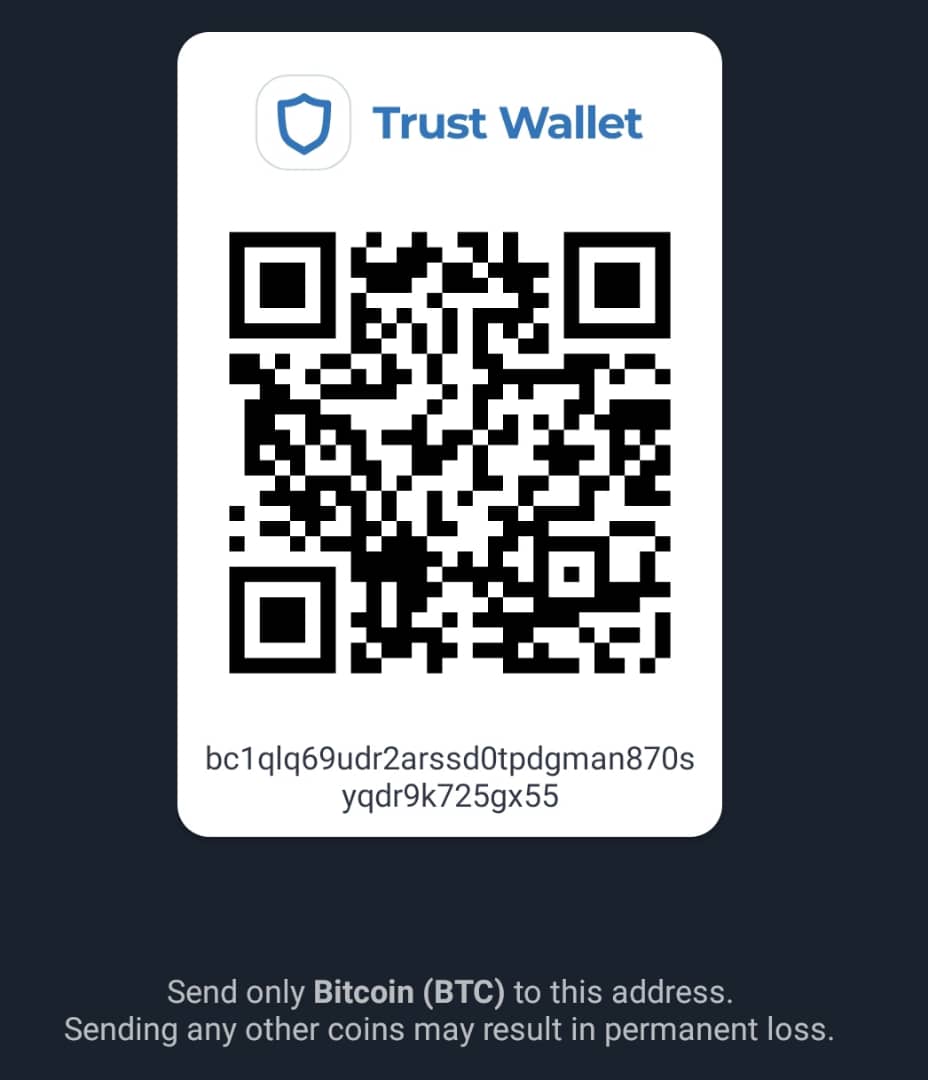 Trust Wallet
bc1qlq69udr2arssd0tpdgman870s
yqdr9k725gx55
Send only Bitcoin (BTC) to this address.
Sending any other coins may result in permanent loss.